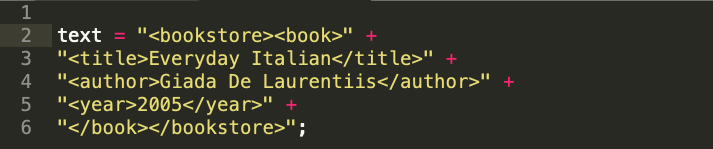 1
2 text = "<bookstore><book>" +
3 "<title>Everyday Italian</title>" +
4 "<author>Giada De Laurentiis</author>" +
5 "<year>2005</year>" +
6 "</book></bookstore>";